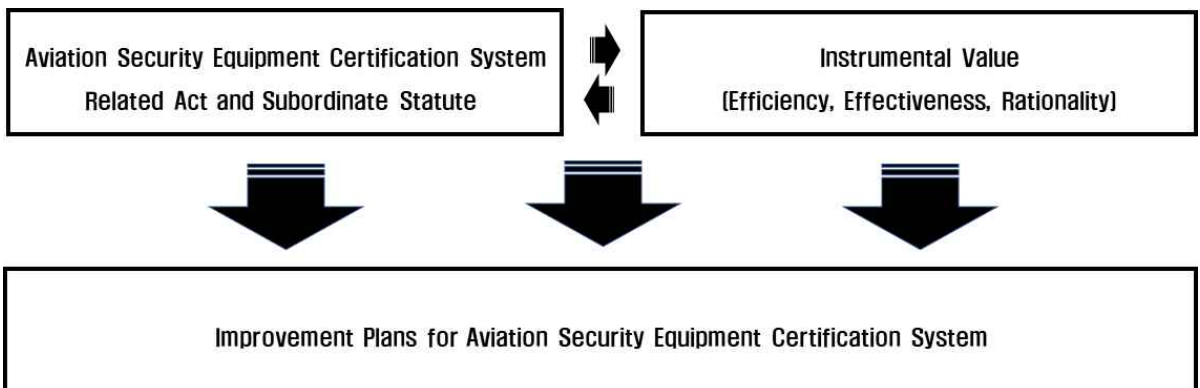 Aviation Security Equipment Certification System
Related Act and Subordinate Statute
Instrumental Value
(Efficiency, Effectiveness, Rationality)
Improvement Plans for Aviation Security Equipment Certification System